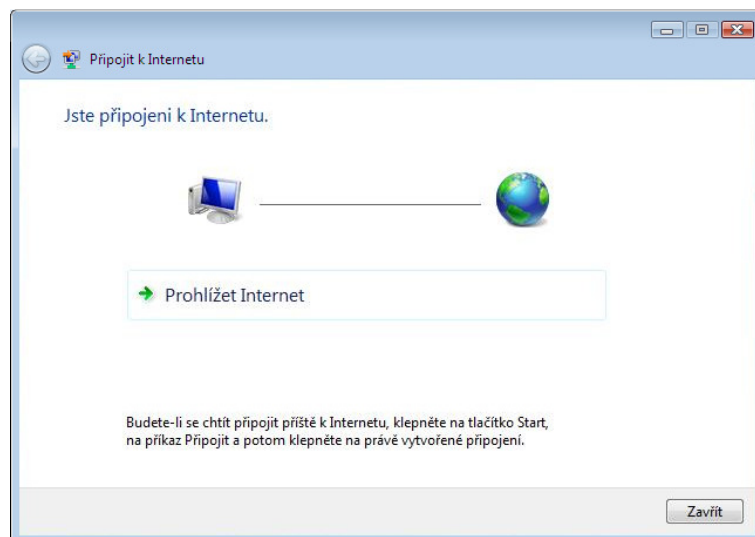 Připojit k Internetu
Jste připojeni k Internetu.
Prohlížet Internet
Budete-li se chtít připojit příště k Internetu, klepněte na tlačítko Start,
na příkaz Připojit a potom klepněte na právě vytvořené připojení.
Zavřít